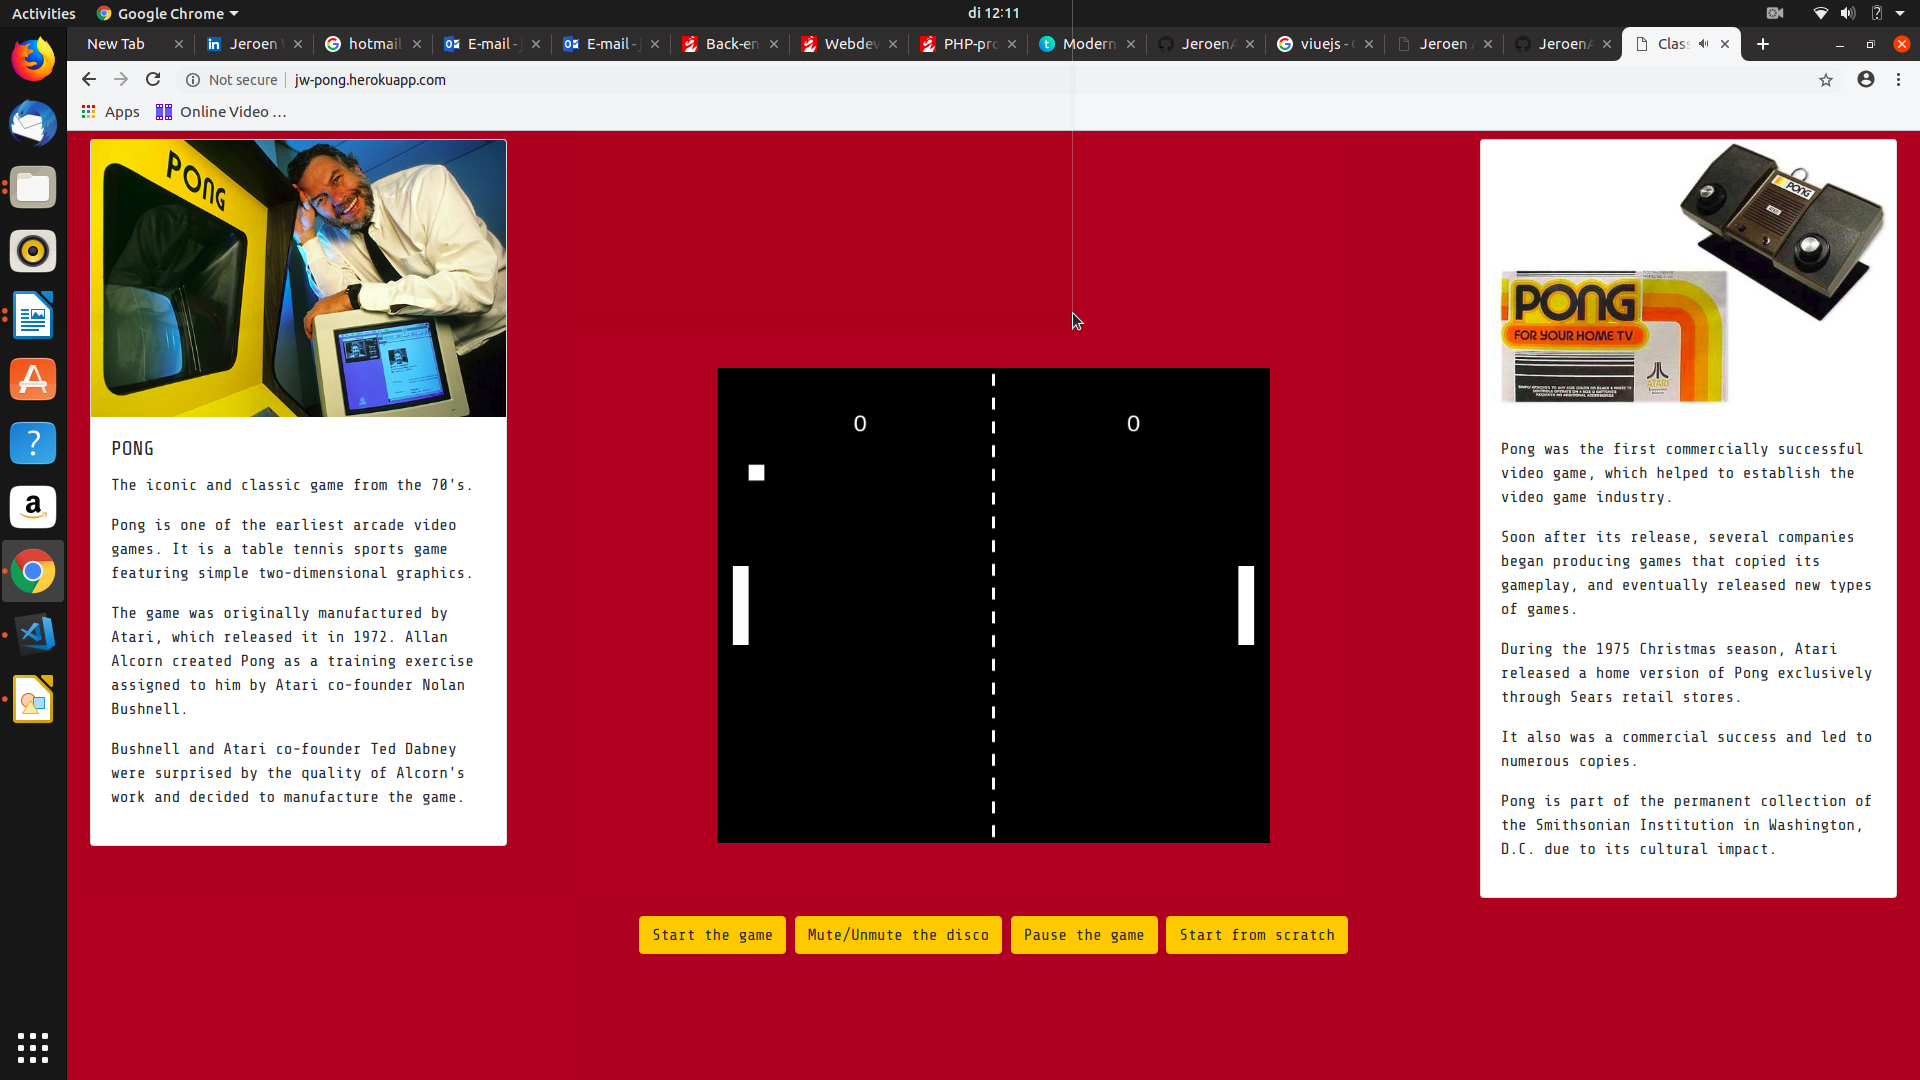 Activities
Google Chrome
di 12:11
New Tab
Jeroen
hotmail
E-mail -
E-mail -
Back-en
Webdev
PHP-pro
Modern
Jeroen
viuejs -
Jeroen
Jeroen
Clas
Not secure
jw-pong.herokuapp.com
Apps
Online Video ...
PONG
PONG
The iconic and classic game from the 70's.
Pong is one of the earliest arcade video
games. It is a table tennis sports game
featuring simple two-dimensional graphics.
The game was originally manufactured by
Atari, which released it in 1972. Allan
Alcorn created Pong as a training exercise
assigned to him by Atari co-founder Nolan
Bushnell.
Bushnell and Atari co-founder Ted Dabney
were surprised by the quality of Alcorn's
work and decided to manufacture the game.
0
0
Start the game
Mute/Unmute the disco
Pause the game
Start from scratch
PONG
PONG
FOR YOUR HOME TV
ATARI
Pong was the first commercially successful
video game, which helped to establish the
video game industry.
Soon after its release, several companies
began producing games that copied its
gameplay, and eventually released new types
of games.
During the 1975 Christmas season, Atari
released a home version of Pong exclusively
through Sears retail stores.
It also was a commercial success and led to
numerous copies.
Pong is part of the permanent collection of
the Smithsonian Institution in Washington,
D.C. due to its cultural impact.